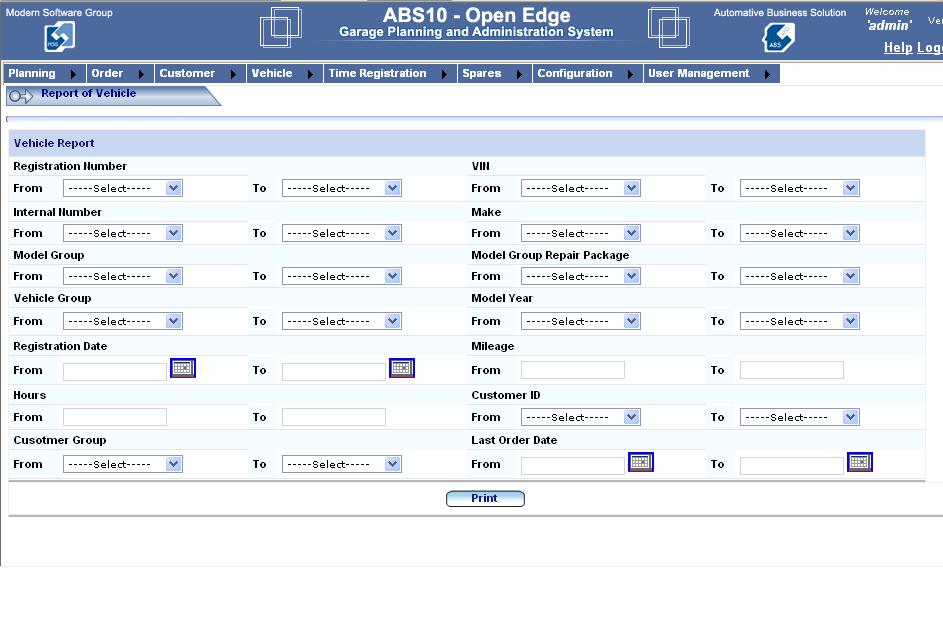 Modern Software Group
ABS10 - Open Edge
Garage Planning and Administration System
Automotive Business Solution
Welcome
'admin'
Help
MSG
ABS
Planning Order Customer Vehicle Time Registration Spares Configuration User Management
Report of Vehicle
Vehicle Report
Registration Number VIN
From -----Select----- To -----Select----- From -----Select----- To -----Select-----
Internal Number Make
From -----Select----- To -----Select----- From -----Select----- To -----Select-----
Model Group Model Group Repair Package
From -----Select----- To -----Select----- From -----Select----- To -----Select-----
Vehicle Group Model Year
From -----Select----- To -----Select----- From -----Select----- To -----Select-----
Registration Date Mileage
From To From To
Hours Customer ID
From To From -----Select----- To -----Select-----
Cusotmer Group Last Order Date
From -----Select----- To -----Select----- From To
Print